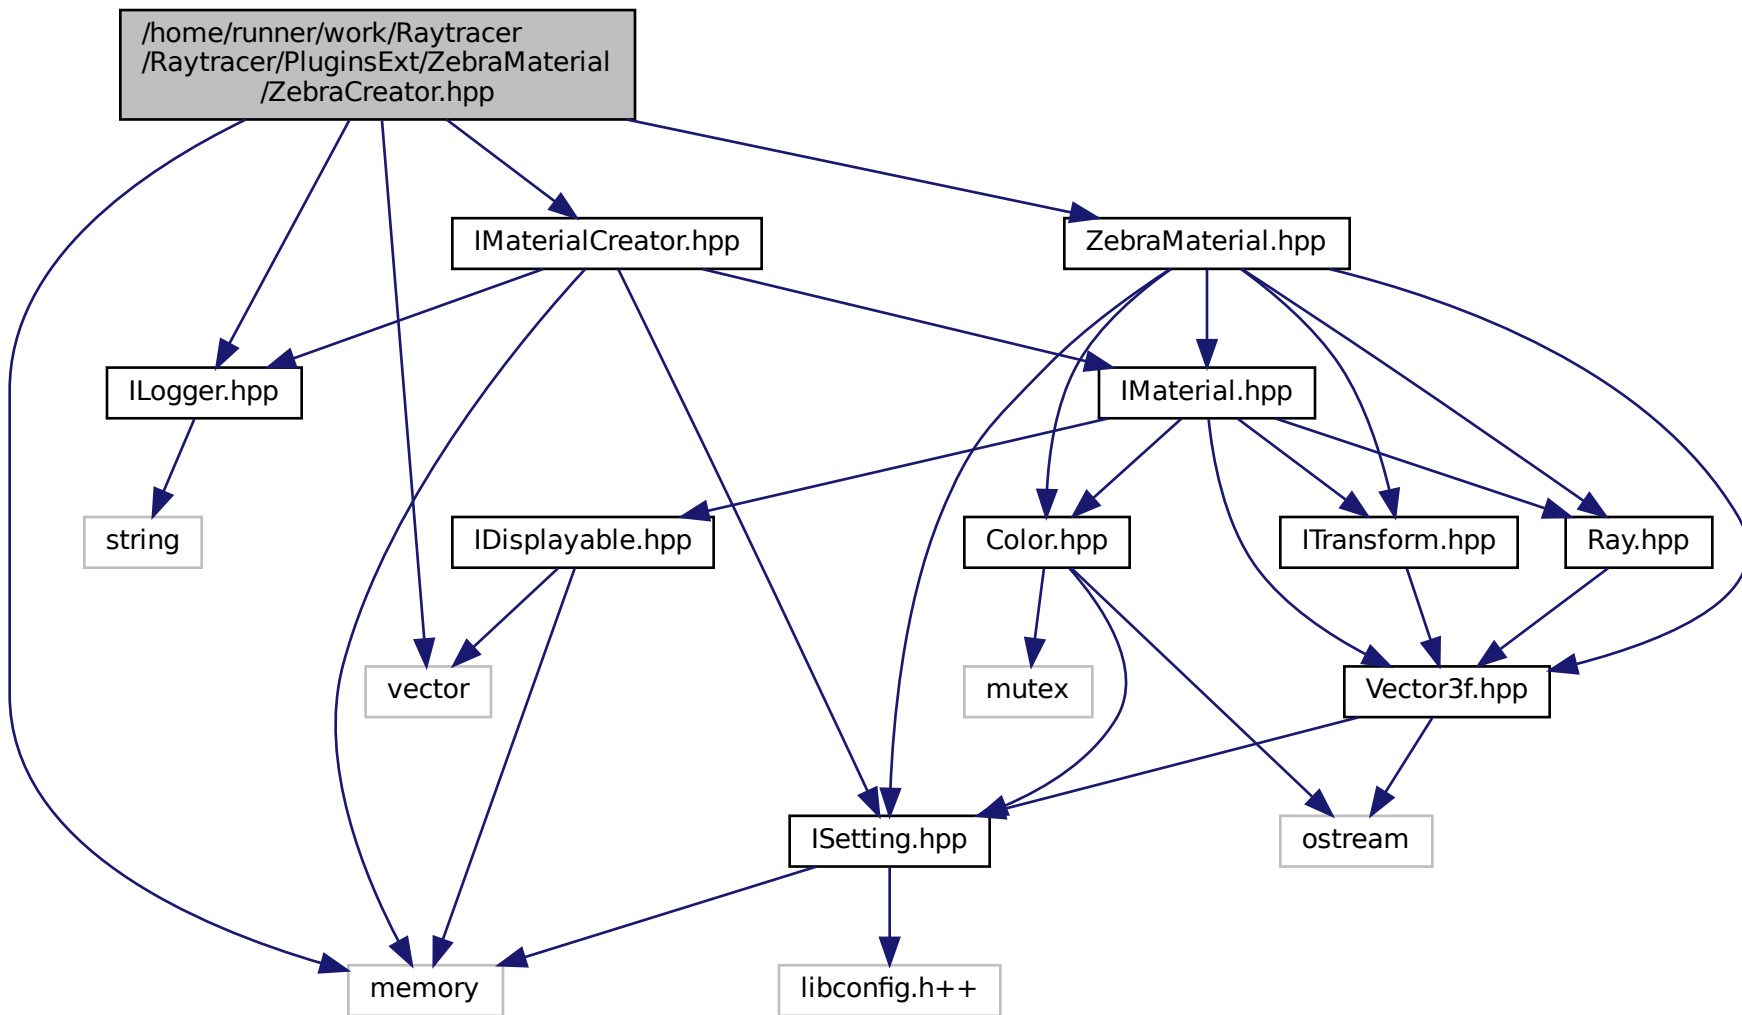 /home/runner/work/Raytracer
/Raytracer/PluginsExt/ZebraMaterial
/ZebraCreator.hpp
IMaterialCreator.hpp
ZebraMaterial.hpp
ILogger.hpp
IMaterial.hpp
string
IDisplayable.hpp
Color.hpp
ITransform.hpp
Ray.hpp
vector
mutex
Vector3f.hpp
ISetting.hpp
ostream
memory
libconfig.h++